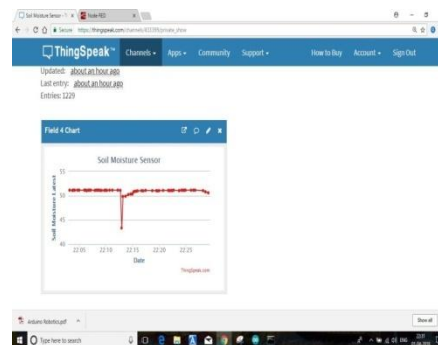 Soil Moisture Sensor - T
Node-RED
Secure https://thingspeak.com/channels/
ThingSpeak™ Channels Apps Community Support How to Buy Account Sign Out
Updated: about an hour ago
Last entry: about an hour ago
Entries: 1229
Field 4 Chart
Soil Moisture Sensor
55
50
45
40
Soil Moisture Latest
22:05 22:10 22:15 22:20 22:25
Date
ThingSpeak.com
Arduino Robotics.pdf
Show all
Type here to search
ENG